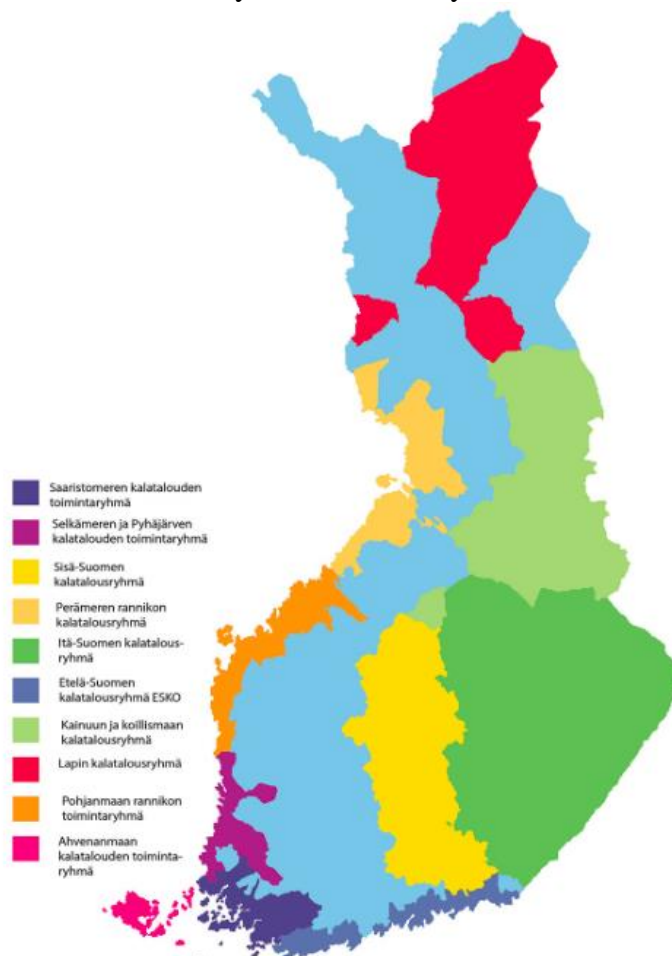 Saaristomeren kalatalouden
toimintaryhmä
Selkämeren ja Pyhäjärven
kalatalouden toimintaryhmä
Sisä-Suomen
kalatalousryhmä
Perämeren rannikon
kalatalousryhmä
Itä-Suomen kalatalous-
ryhmä
Etelä-Suomen
kalatalousryhmä ESKO
Kainuun ja koillismaan
kalatalousryhmä
Lapin kalatalousryhmä
Pohjanmaan rannikon
toimintaryhmä
Ahvenanmaan
kalatalouden toiminta-
ryhmä